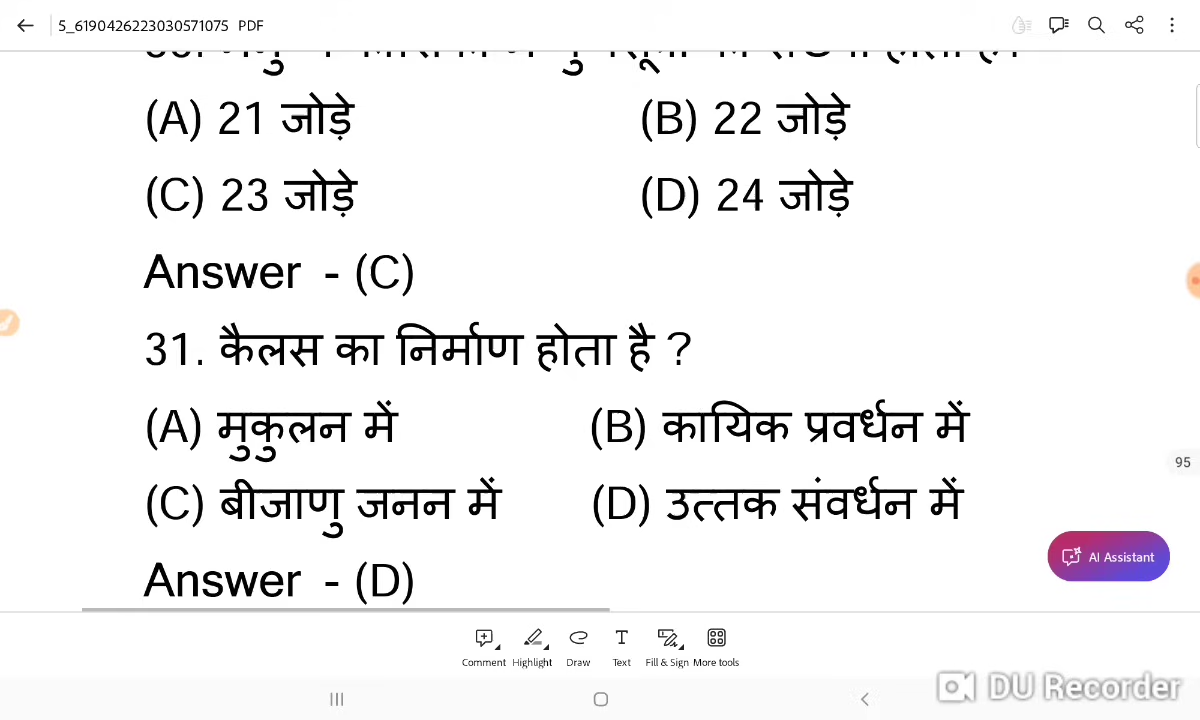 5_6190426223030571075 PDF
(A) 21 जोड़े (B) 22 जोड़े
(C) 23 जोड़े (D) 24 जोड़े
Answer - (C)
31. कैलस का निर्माण होता है ?
(A) मुकुलन में (B) कायिक प्रवर्धन में
95
(C) बीजाणु जनन में (D) उत्तक संवर्धन में
AI Assistant
Answer - (D)
Comment Highlight Draw Text Fill & Sign More tools
DU Recorder